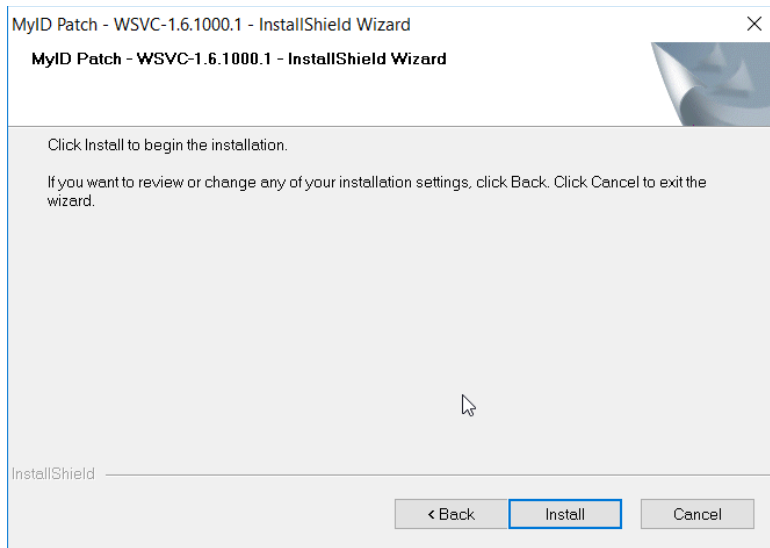 MyID Patch - WSVC-1.6.1000.1 - InstallShield Wizard
MyID Patch - WSVC-1.6.1000.1 - InstallShield Wizard
Click Install to begin the installation.
If you want to review or change any of your installation settings, click Back. Click Cancel to exit the
wizard.
InstallShield
< Back Install Cancel